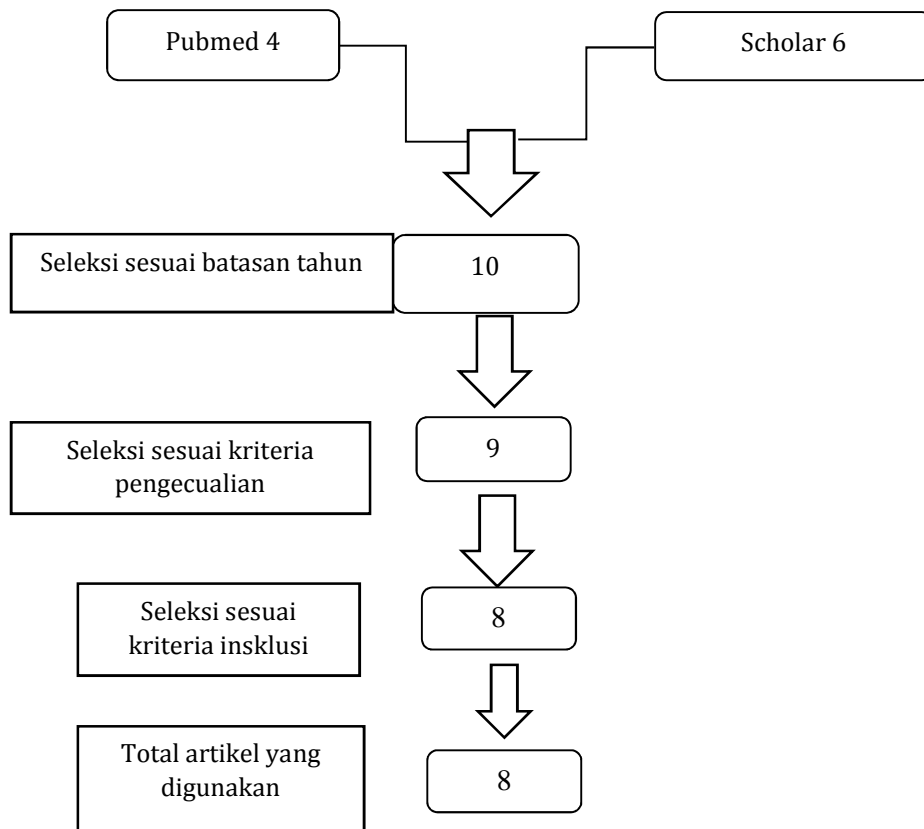 Pubmed 4
Scholar 6
Seleksi sesuai batasan tahun
10
Seleksi sesuai kriteria
pengecualian
9
Seleksi sesuai
kriteria insklusi
8
Total artikel yang
digunakan
8